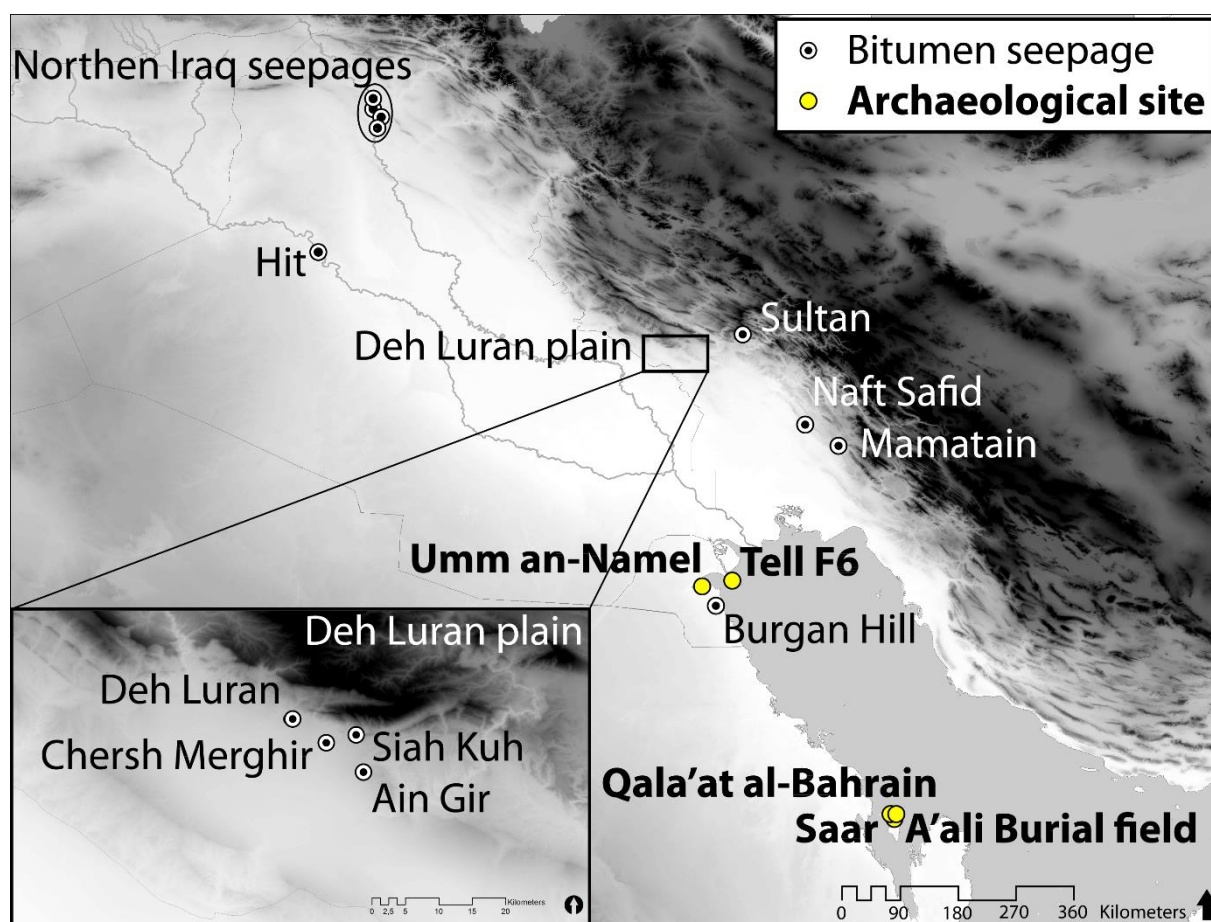 Northen Iraq seepages
Bitumen seepage
Archaeological site
Hit
Sultan
Deh Luran plain
Naft Safid
Mamatain
Umm an-Namel
Tell F6
Burgan Hill
Deh Luran plain
Deh Luran
Chersh Merghir
Siah Kuh
Ain Gir
Qala'at al-Bahrain
Saar
A'ali Burial field
Kilometers
0 2,5 5 10 15 20
Kilometers
0 90 180 270 360